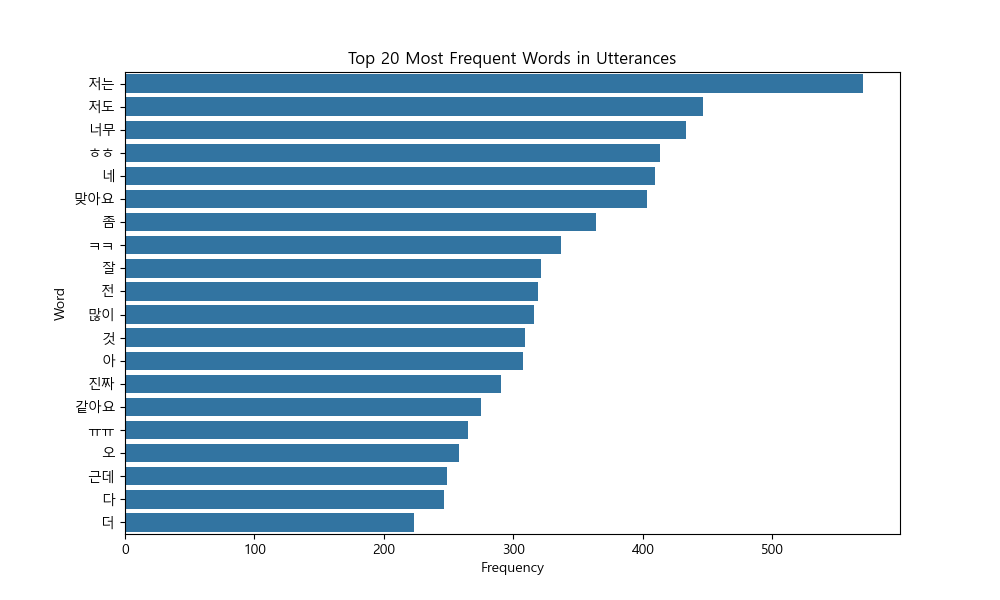 Top 20 Most Frequent Words in Utterances
저는
저도
너무
ㅎㅎ
네
맞아요
좀
ㅋㅋ
잘
전
많이
것
아
진짜
같아요
ㅠㅠ
오
근데
다
더
Word
0 100 200 300 400 500
Frequency